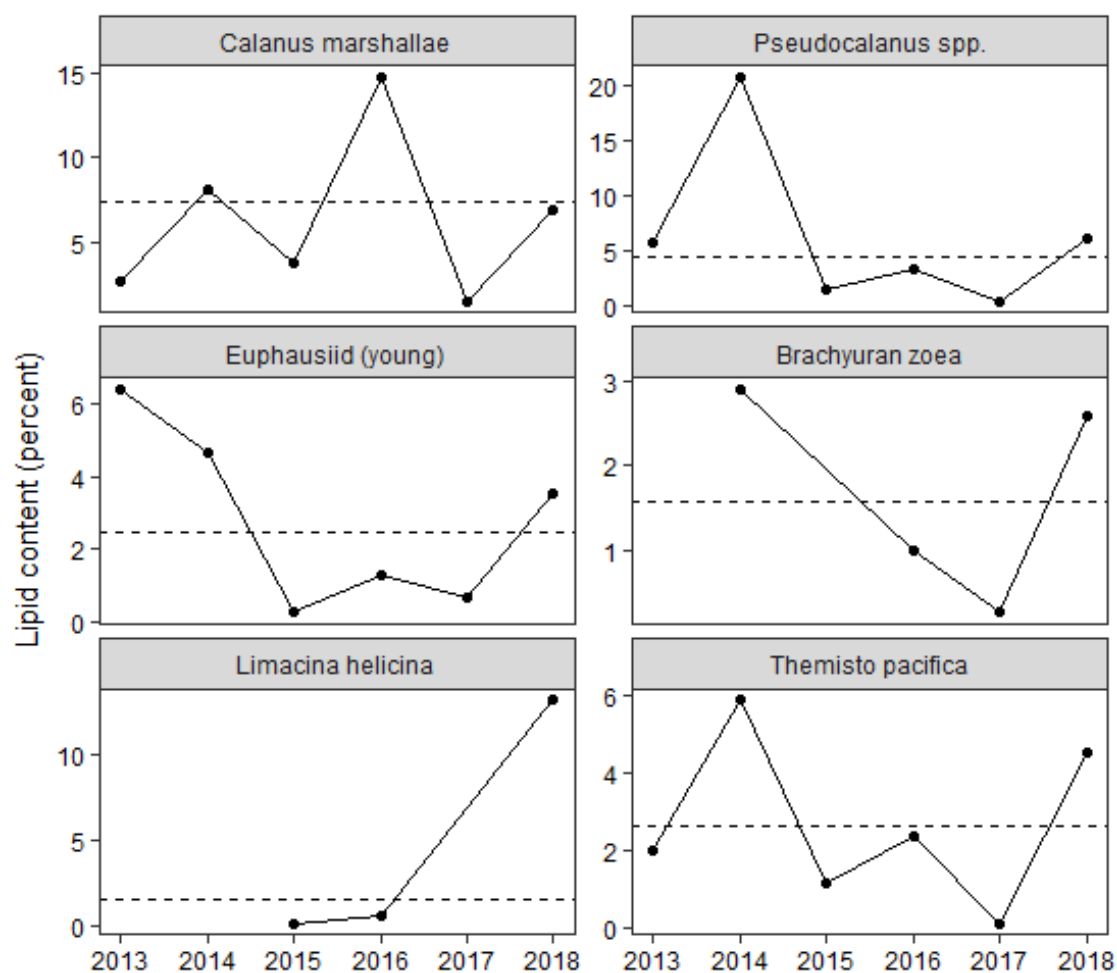 Calanus marshallae
Pseudocalanus spp.
15
10
5
20
15
10
5
0
Euphausiid (young)
Brachyuran zoea
6
4
2
0
3
2
1
Lipid content (percent)
Limacina helicina
Themisto pacifica
10
5
0
6
4
2
0
2013 2014 2015 2016 2017 2018
2013 2014 2015 2016 2017 2018